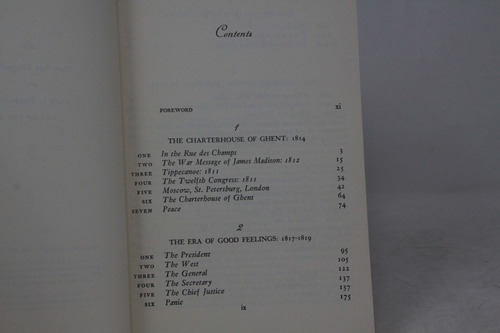 Contents
FOREWORD xi
1
THE CHARTERHOUSE OF GHENT: 1814
ONE In the Rue des Champs 3
TWO The War Message of James Madison: 1812 15
THREE Tippecanoe: 1811 25
FOUR The Twelfth Congress: 1811 34
FIVE Moscow, St. Petersburg, London 42
SIX The Charterhouse of Ghent 64
SEVEN Peace 74
2
THE ERA OF GOOD FEELINGS: 1817-1819
ONE The President 95
TWO The West 105
THREE The General 122
FOUR The Secretary 137
FIVE The Chief Justice 157
SIX Panic 175
ix